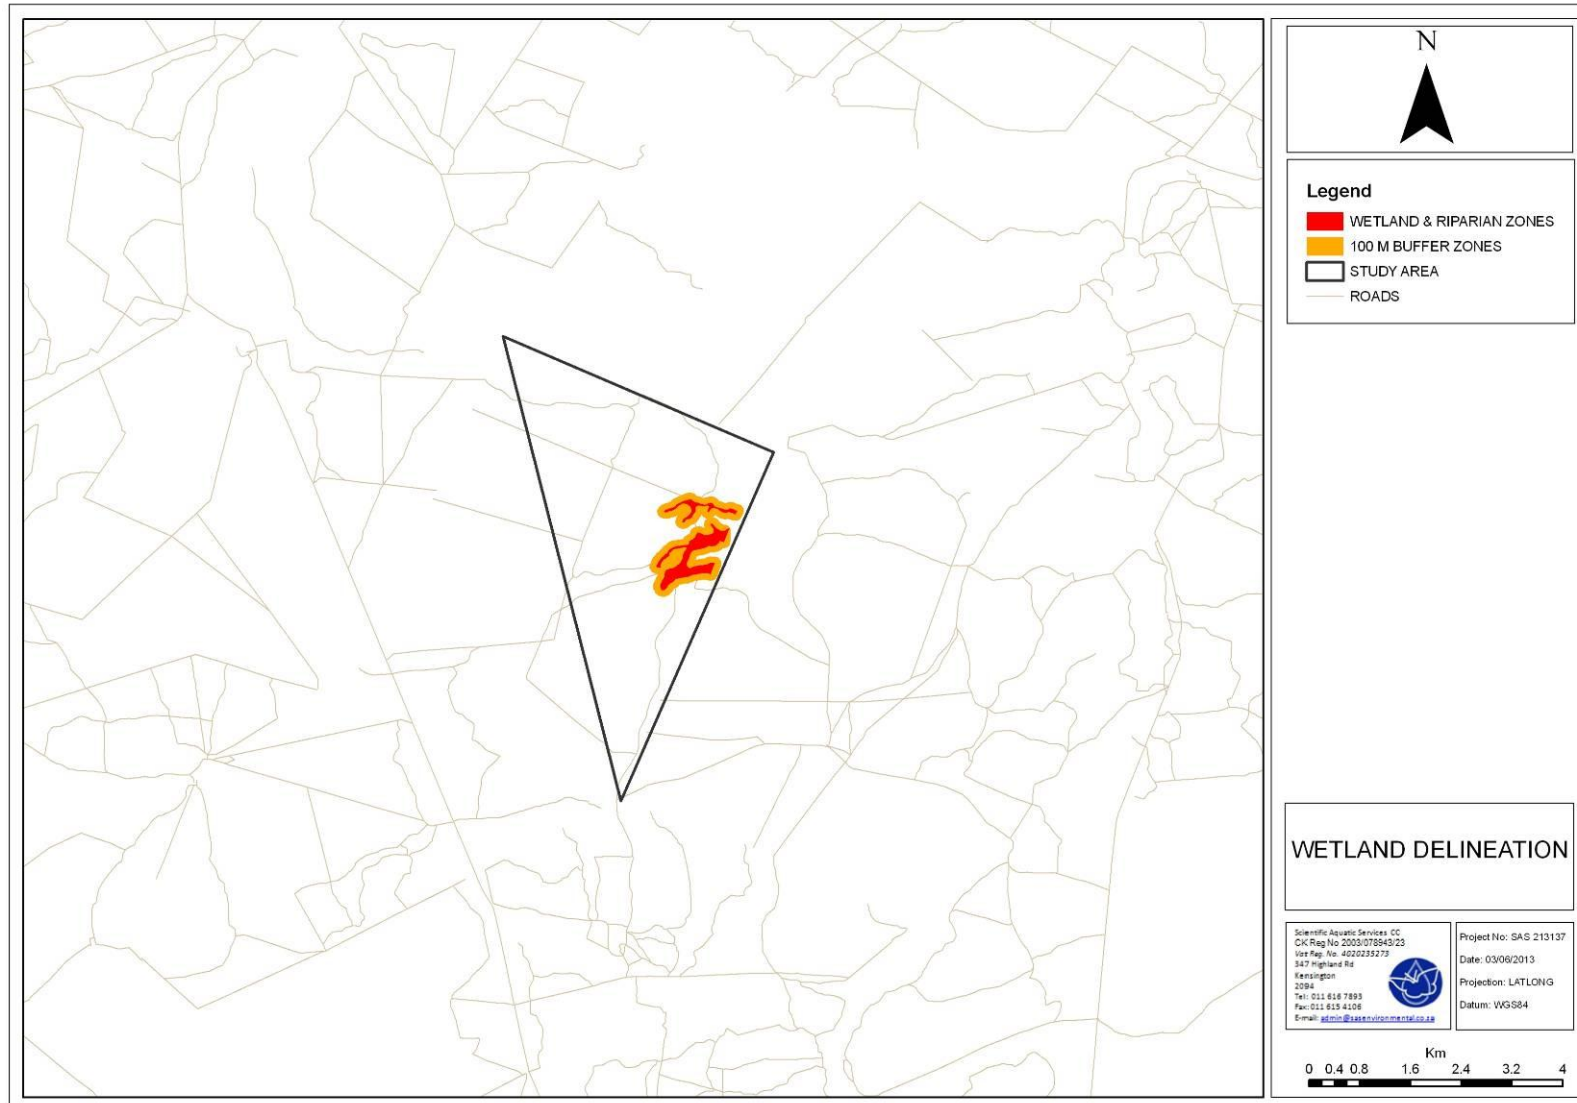 N
Legend
WETLAND & RIPARIAN ZONES
100 M BUFFER ZONES
STUDY AREA
ROADS
WETLAND DELINEATION
Scientific Aquatic Services CC
CK Reg No 2003/078943/23
Vat Reg. No. 4020235273
347 Highland Rd
Kensington
2094
Tel: 011 616 7893
Fax: 011 615 4106
E-mail: admin@sasenvironmental.co.za
Project No: SAS 213137
Date: 03/06/2013
Projection: LATLONG
Datum: WGS84
Km
0 0.4 0.8 1.6 2.4 3.2 4